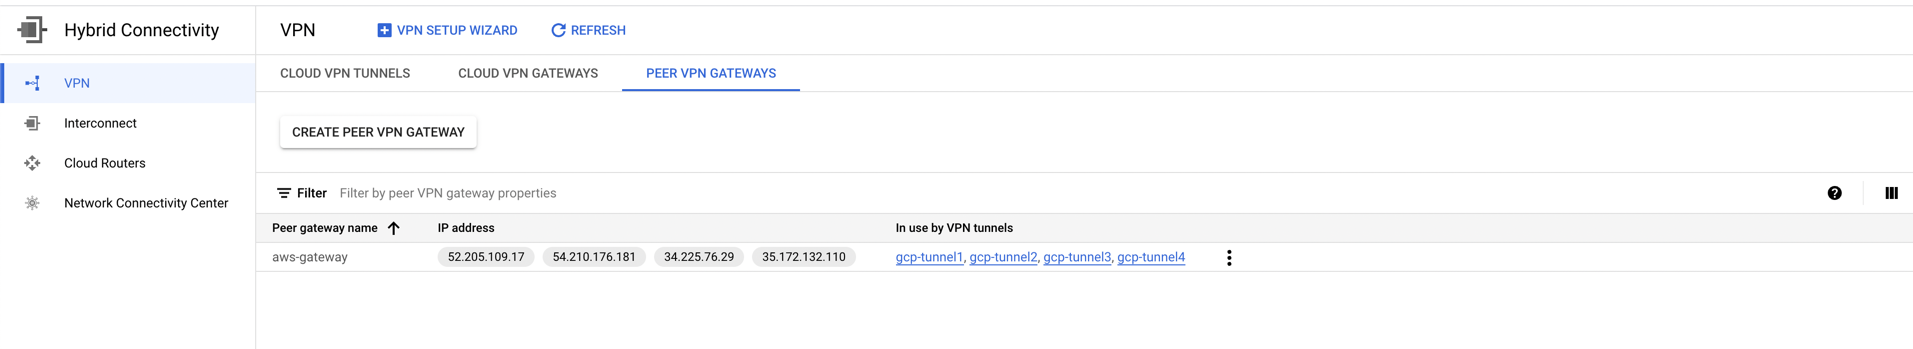 Hybrid Connectivity
VPN
Interconnect
Cloud Routers
Network Connectivity Center
VPN VPN SETUP WIZARD REFRESH
CLOUD VPN TUNNELS CLOUD VPN GATEWAYS PEER VPN GATEWAYS
CREATE PEER VPN GATEWAY
Filter Filter by peer VPN gateway properties
Peer gateway name IP address In use by VPN tunnels
aws-gateway 52.205.109.17 54.210.176.181 34.225.76.29 35.172.132.110 gcp-tunnel1, gcp-tunnel2, gcp-tunnel3, gcp-tunnel4